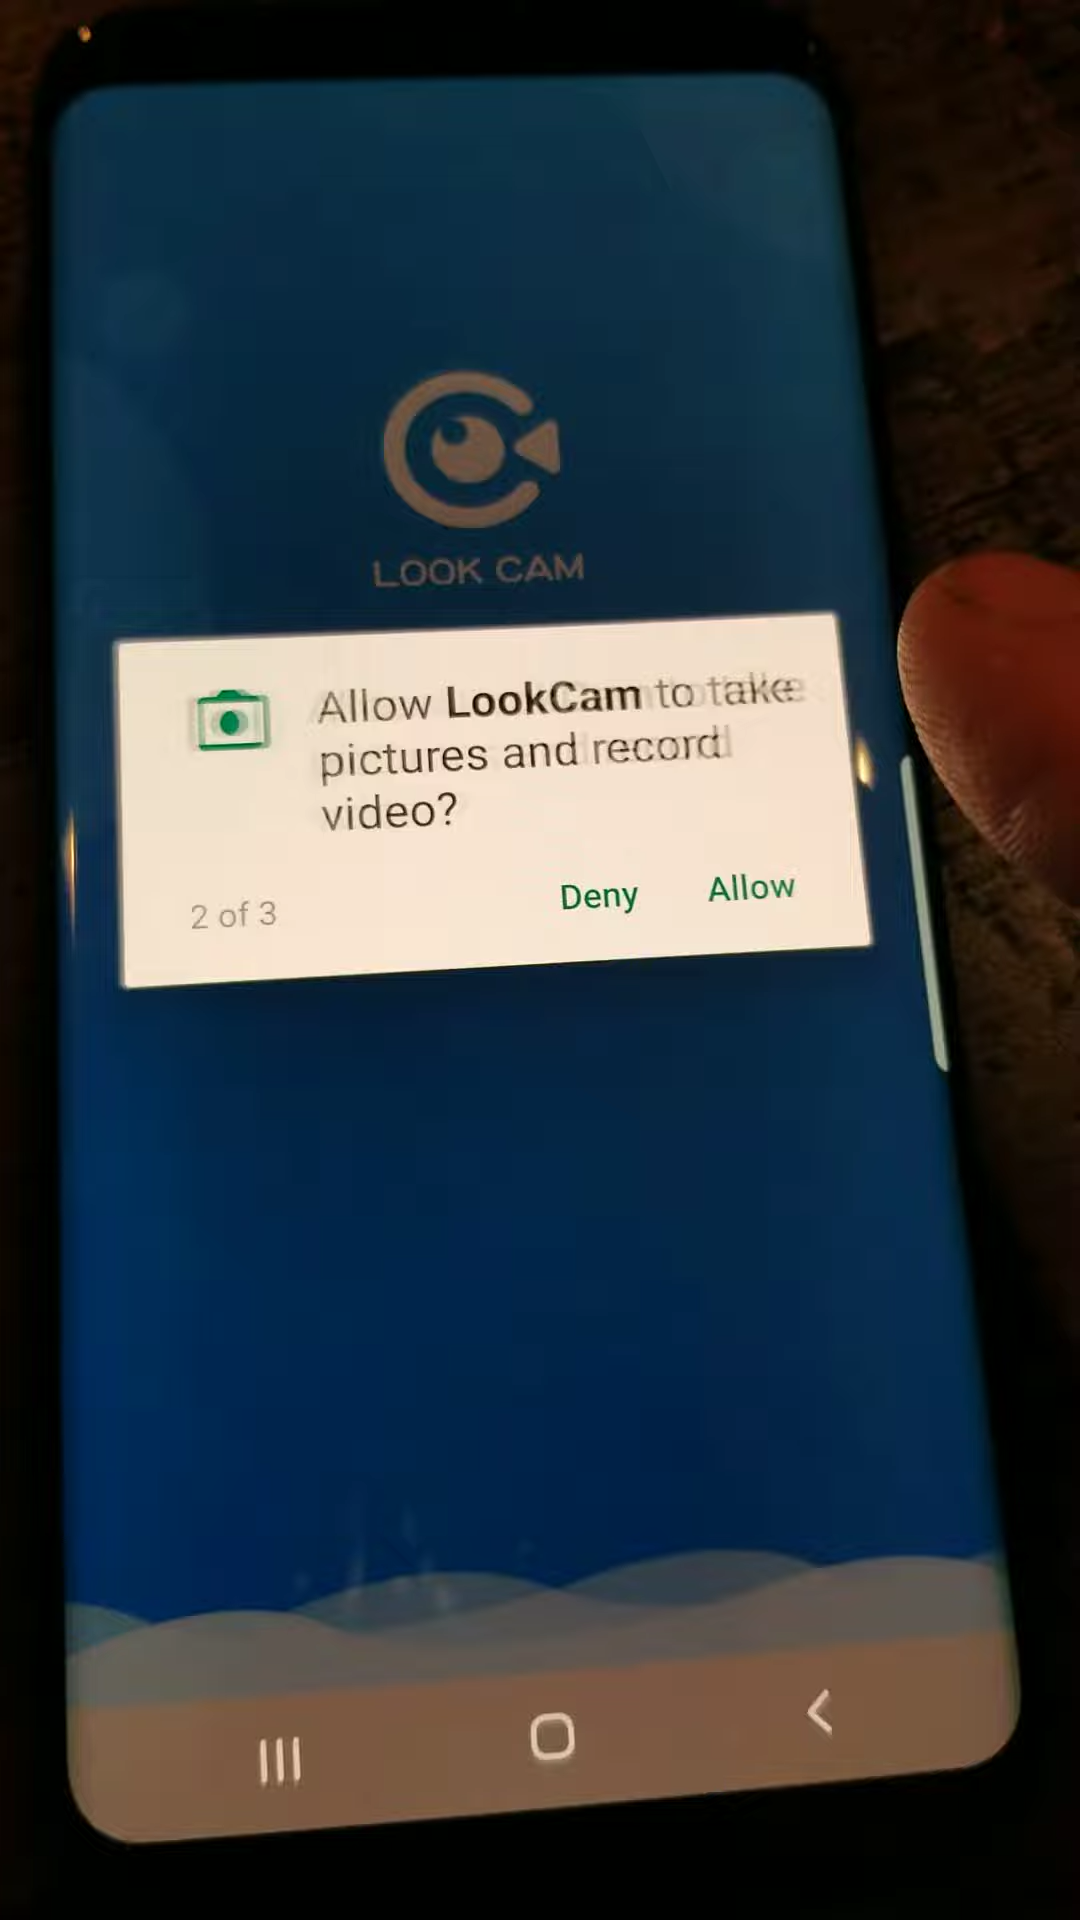 LOOK CAM
Allow LookCam to take
pictures and record
video?
2 of 3
Deny
Allow